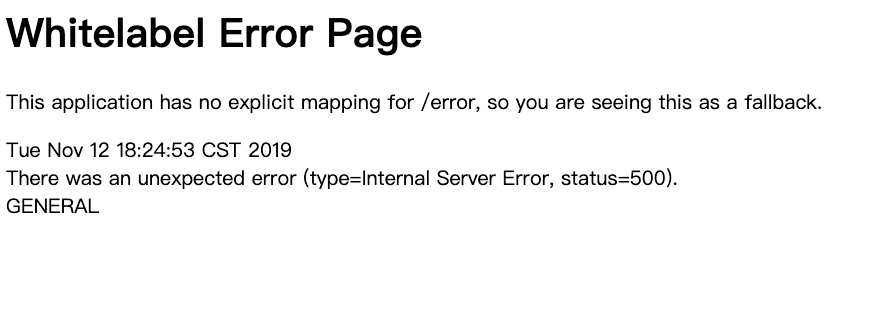 Whitelabel Error Page
This application has no explicit mapping for /error, so you are seeing this as a fallback.
Tue Nov 12 18:24:53 CST 2019
There was an unexpected error (type=Internal Server Error, status=500).
GENERAL